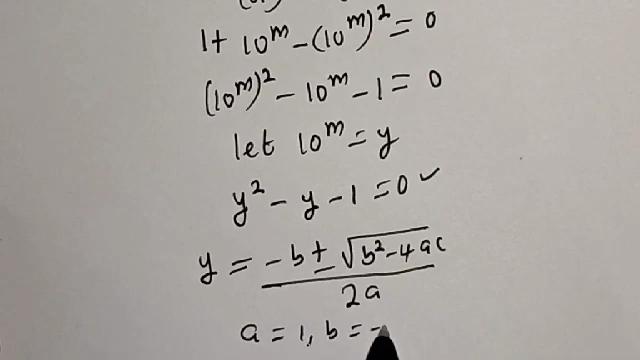 1 + 10^m - (10^m)^2 = 0
(10^m)^2 - 10^m - 1 = 0
let 10^m = y
y^2 - y - 1 = 0 ✓
y = (-b ± √(b^2 - 4ac)) / 2a
a = 1, b = -